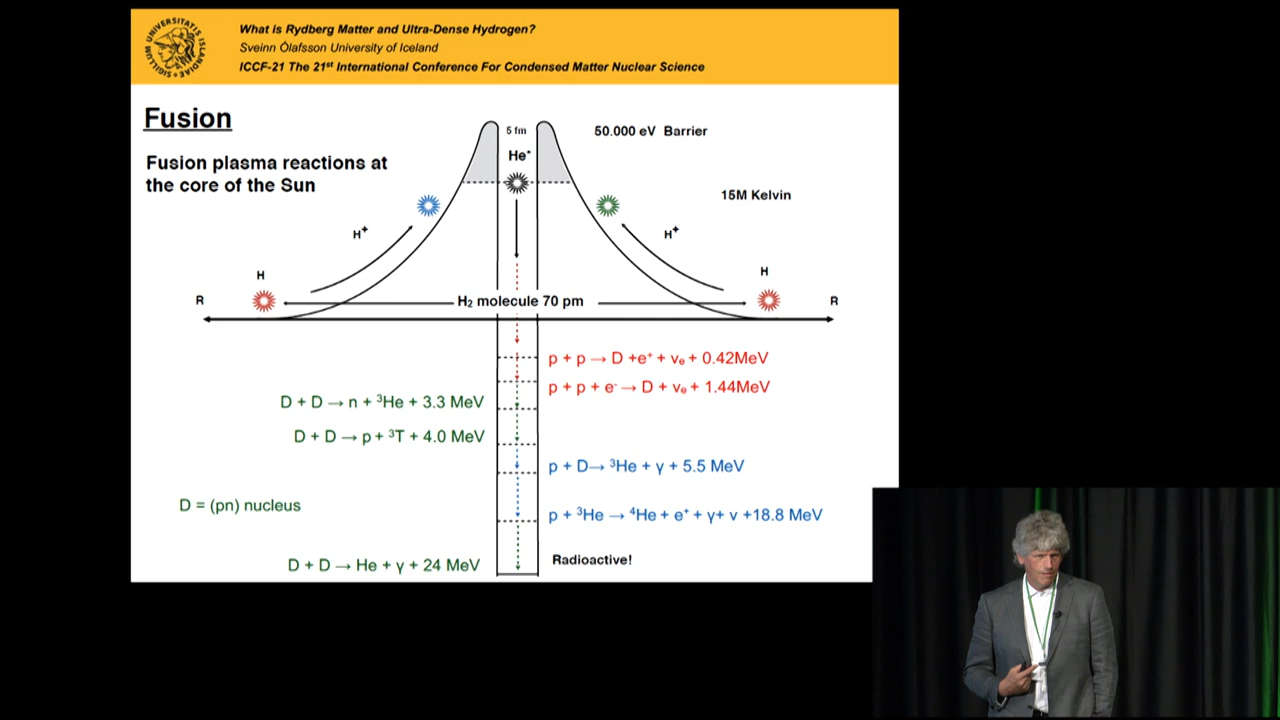 What is Rydberg Matter and Ultra-Dense Hydrogen?
Sveinn Ólafsson University of Iceland
ICCF-21 The 21st International Conference For Condensed Matter Nuclear Science
SIGILLUM UNIVERSITATIS ISLANDIAE
Fusion
Fusion plasma reactions at
the core of the Sun
5 fm
50.000 eV Barrier
He*
15M Kelvin
H⁺
H⁺
H
H
R
H₂ molecule 70 pm
R
p + p → D +e⁺ + νₑ + 0.42MeV
p + p + e⁻ → D + νₑ + 1.44MeV
D + D → n + ³He + 3.3 MeV
D + D → p + ³T + 4.0 MeV
p + D→ ³He + γ + 5.5 MeV
D = (pn) nucleus
p + ³He → ⁴He + e⁺ + γ+ ν +18.8 MeV
Radioactive!
D + D → He + γ + 24 MeV